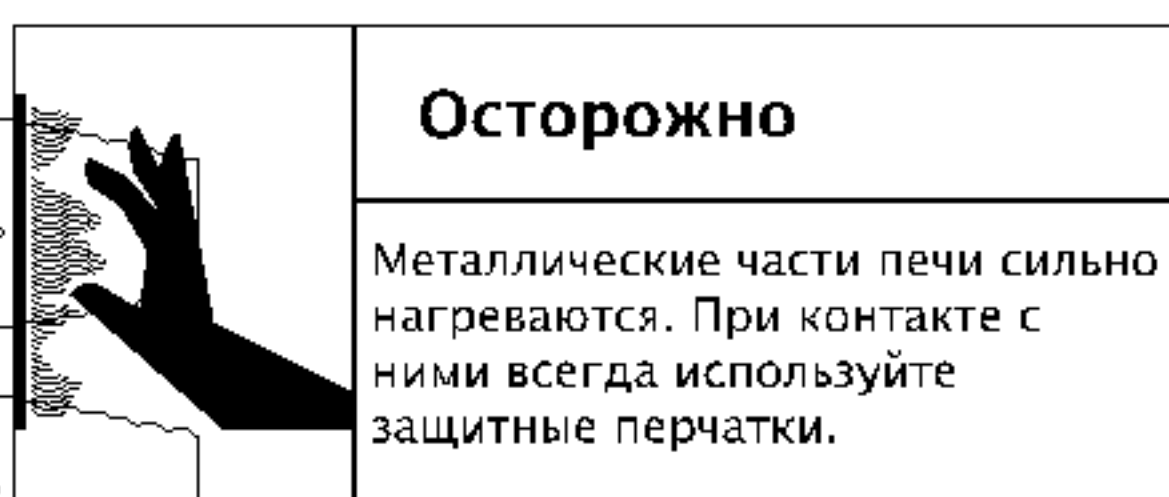 Осторожно
Металлические части печи сильно
нагреваются. При контакте с
ними всегда используйте
защитные перчатки.